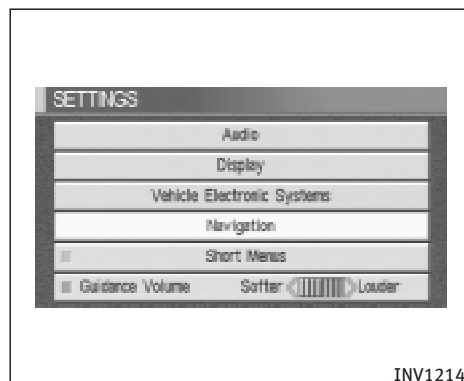 SETTINGS
Audio
Display
Vehicle Electronic Systems
Navigation
Short Menus
Guidance Volume Softer Louder
INV1214